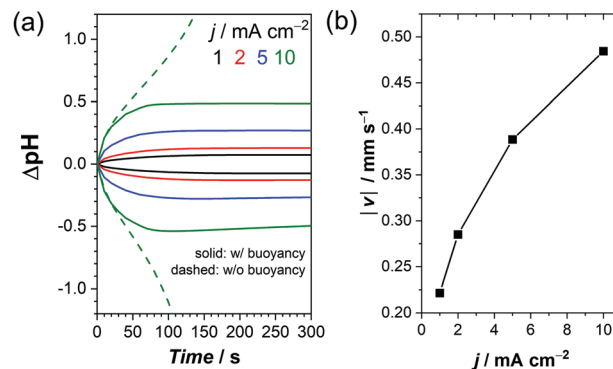 (a)
j / mA cm⁻²
1 2 5 10
1.2
1.0
0.5
0.0
-0.5
-1.0
ΔpH
solid: w/ buoyancy
dashed: w/o buoyancy
0 50 100 150 200 250 300
Time / s
(b)
0.50
0.45
0.40
0.35
0.30
0.25
0.20
|v| / mm s⁻¹
0 2 4 6 8 10
j / mA cm⁻²